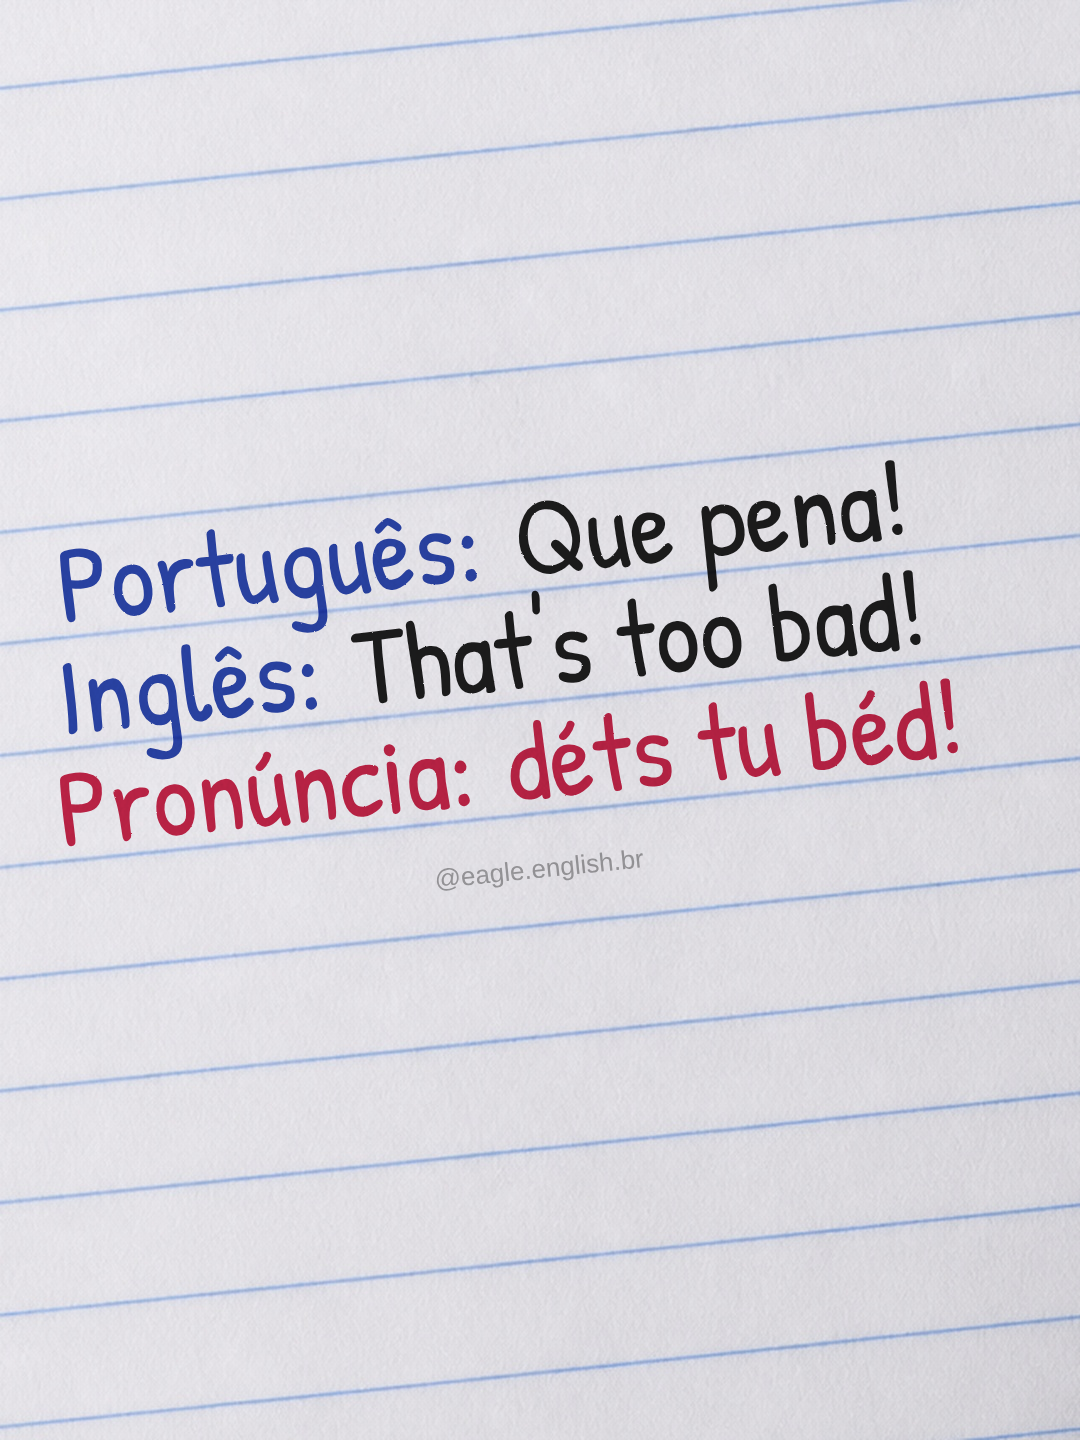 Português: Que pena!
Inglês: That's too bad!
Pronúncia: déts tu béd!
@eagle.english.br